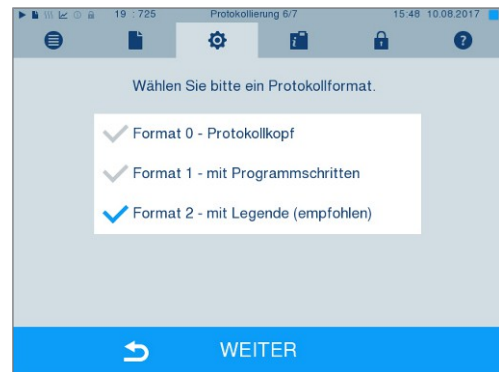 19 : 725 Protokollierung 6/7 15:48 10.08.2017
Wählen Sie bitte ein Protokollformat.
Format 0 - Protokollkopf
Format 1 - mit Programmschritten
Format 2 - mit Legende (empfohlen)
WEITER